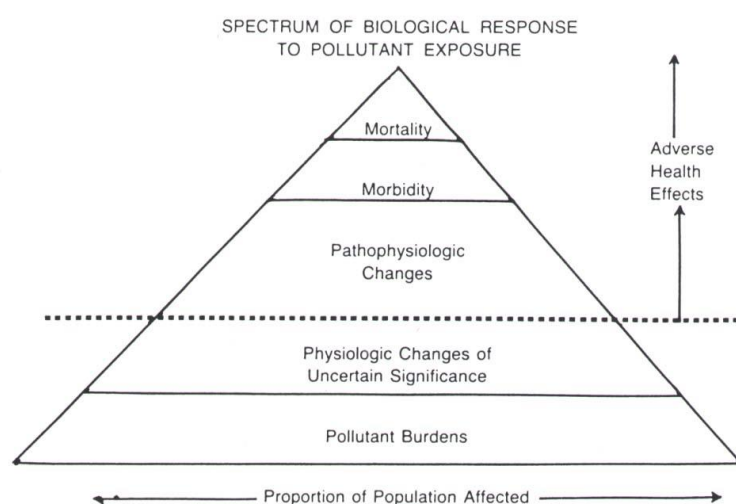 SPECTRUM OF BIOLOGICAL RESPONSE
TO POLLUTANT EXPOSURE
Mortality
Adverse
Health
Effects
Morbidity
Pathophysiologic
Changes
Physiologic Changes of
Uncertain Significance
Pollutant Burdens
Proportion of Population Affected